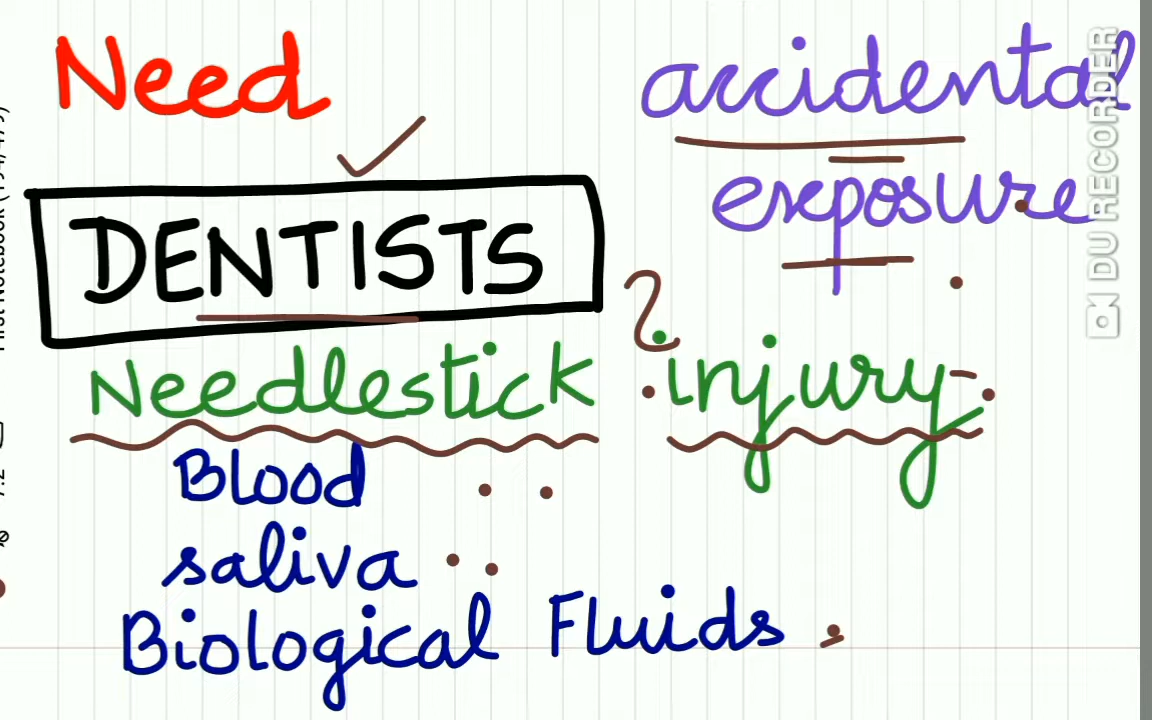 Need
accidental
exposure
DENTISTS
Needlestick injury
Blood
saliva
Biological Fluids
DU RECORDER